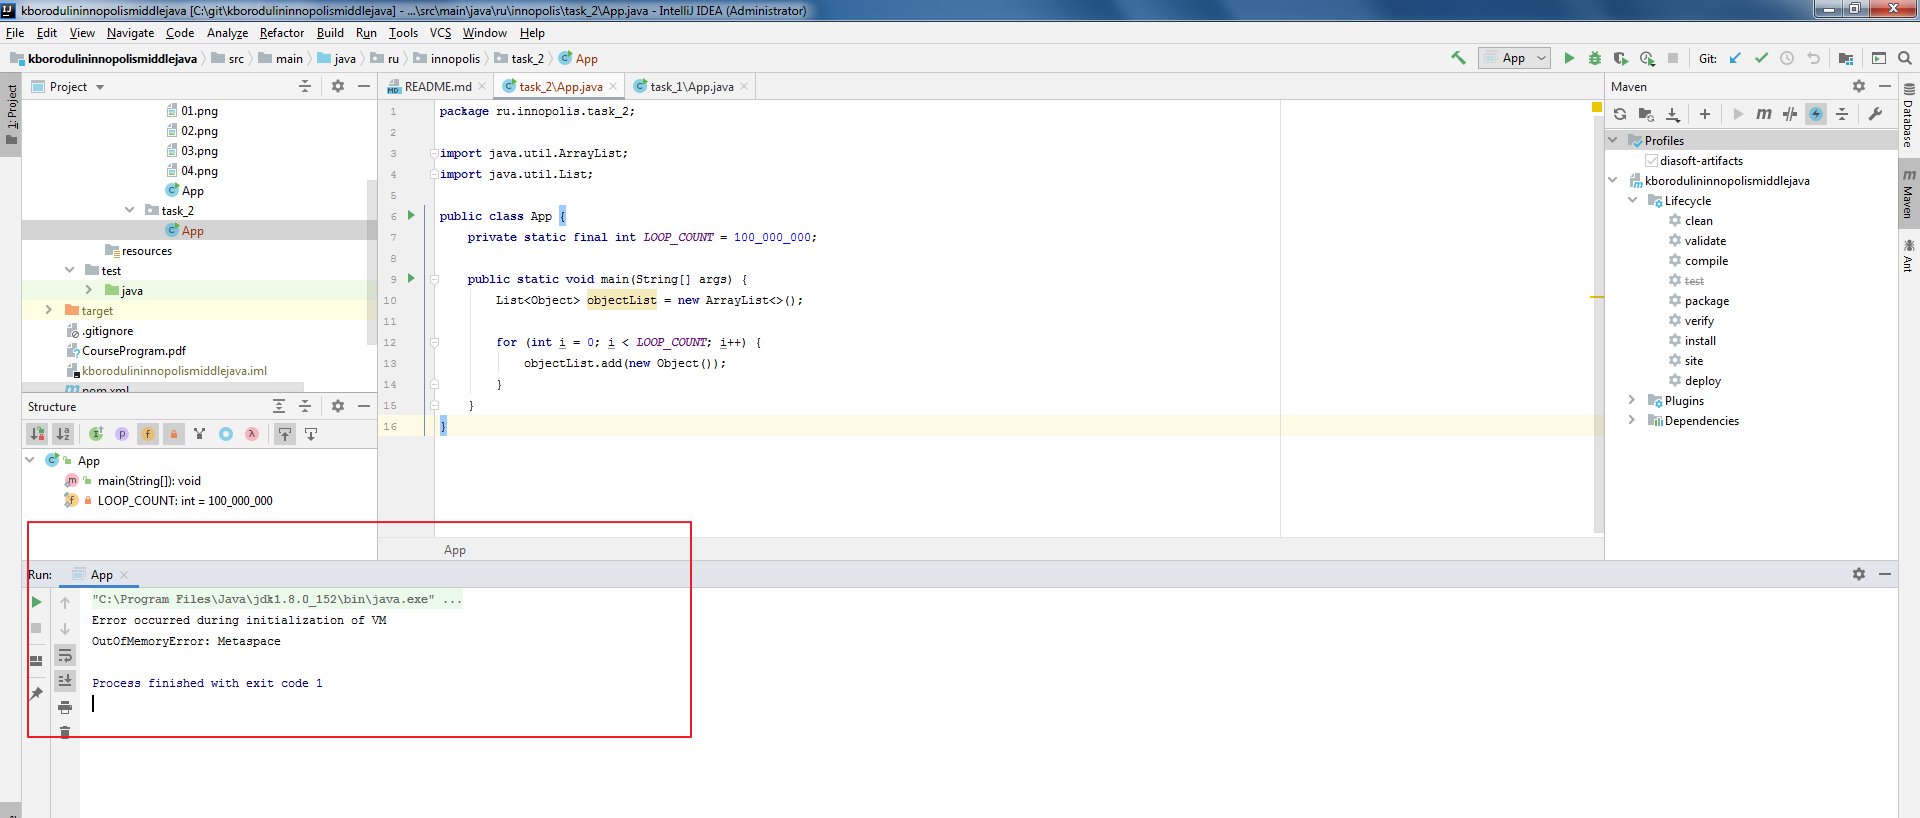 kborodulininnopolismiddlejava [C:\git\kborodulininnopolismiddlejava] - ...\src\main\java\ru\innopolis\task_2\App.java - IntelliJ IDEA (Administrator)
File Edit View Navigate Code Analyze Refactor Build Run Tools VCS Window Help
kborodulininnopolismiddlejava src main java ru innopolis task_2 App
App
Git:
1: Project
Project
01.png
02.png
03.png
04.png
App
task_2
App
resources
test
java
target
.gitignore
CourseProgram.pdf
kborodulininnopolismiddlejava.iml
pom.xml
Structure
App
main(String[]): void
LOOP_COUNT: int = 100_000_000
README.md task_2\App.java task_1\App.java
1 package ru.innopolis.task_2;
2
3 import java.util.ArrayList;
4 import java.util.List;
5
6 public class App {
7 private static final int LOOP_COUNT = 100_000_000;
8
9 public static void main(String[] args) {
10 List<Object> objectList = new ArrayList<>();
11
12 for (int i = 0; i < LOOP_COUNT; i++) {
13 objectList.add(new Object());
14 }
15 }
16 }
App
Maven
Profiles
diasoft-artifacts
kborodulininnopolismiddlejava
Lifecycle
clean
validate
compile
test
package
verify
install
site
deploy
Plugins
Dependencies
Database
Maven
Ant
Run: App
"C:\Program Files\Java\jdk1.8.0_152\bin\java.exe" ...
Error occurred during initialization of VM
OutOfMemoryError: Metaspace
Process finished with exit code 1